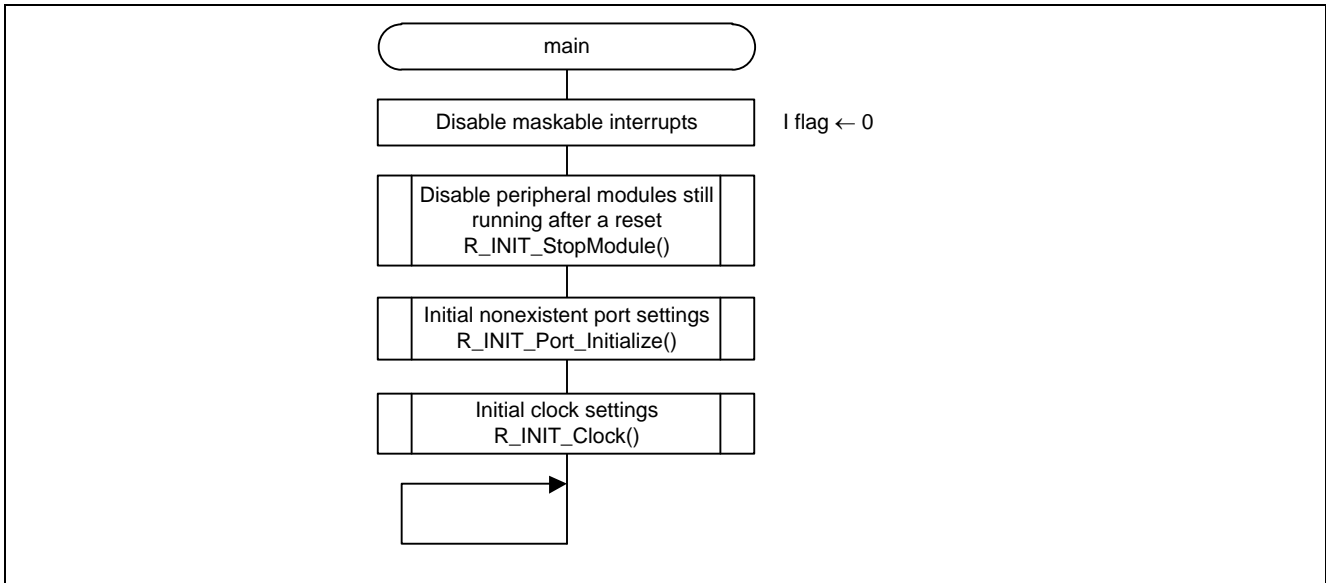 main
Disable maskable interrupts
I flag ← 0
Disable peripheral modules still
running after a reset
R_INIT_StopModule()
Initial nonexistent port settings
R_INIT_Port_Initialize()
Initial clock settings
R_INIT_Clock()